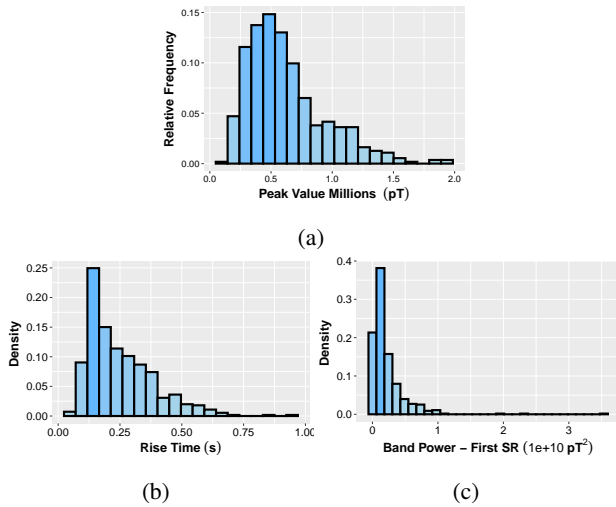 0.15
0.10
0.05
0.00
Relative Frequency
0.0 0.5 1.0 1.5 2.0
Peak Value Millions (pT)
(a)
0.25
0.20
0.15
0.10
0.05
0.00
Density
0.00 0.25 0.50 0.75 1.00
Rise Time (s)
(b)
0.4
0.3
0.2
0.1
0.0
Density
0 1 2 3
Band Power – First SR (1e+10 pT²)
(c)